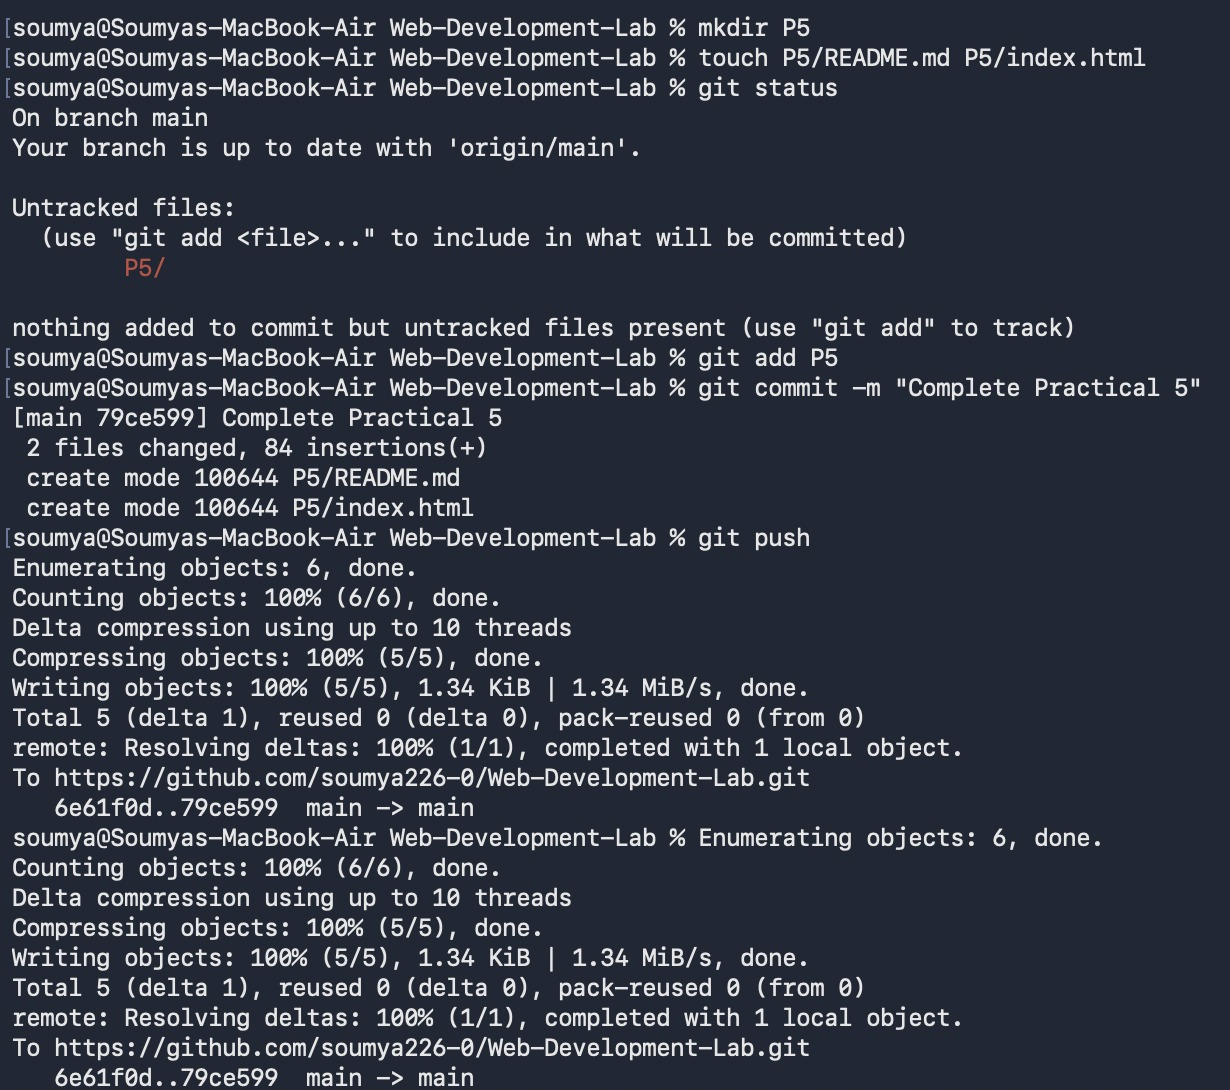 [soumya@Soumyas-MacBook-Air Web-Development-Lab % mkdir P5
[soumya@Soumyas-MacBook-Air Web-Development-Lab % touch P5/README.md P5/index.html
[soumya@Soumyas-MacBook-Air Web-Development-Lab % git status
On branch main
Your branch is up to date with 'origin/main'.
Untracked files:
  (use "git add <file>..." to include in what will be committed)
        P5/
nothing added to commit but untracked files present (use "git add" to track)
[soumya@Soumyas-MacBook-Air Web-Development-Lab % git add P5
[soumya@Soumyas-MacBook-Air Web-Development-Lab % git commit -m "Complete Practical 5"
[main 79ce599] Complete Practical 5
 2 files changed, 84 insertions(+)
 create mode 100644 P5/README.md
 create mode 100644 P5/index.html
[soumya@Soumyas-MacBook-Air Web-Development-Lab % git push
Enumerating objects: 6, done.
Counting objects: 100% (6/6), done.
Delta compression using up to 10 threads
Compressing objects: 100% (5/5), done.
Writing objects: 100% (5/5), 1.34 KiB | 1.34 MiB/s, done.
Total 5 (delta 1), reused 0 (delta 0), pack-reused 0 (from 0)
remote: Resolving deltas: 100% (1/1), completed with 1 local object.
To https://github.com/soumya226-0/Web-Development-Lab.git
   6e61f0d..79ce599  main -> main
soumya@Soumyas-MacBook-Air Web-Development-Lab % Enumerating objects: 6, done.
Counting objects: 100% (6/6), done.
Delta compression using up to 10 threads
Compressing objects: 100% (5/5), done.
Writing objects: 100% (5/5), 1.34 KiB | 1.34 MiB/s, done.
Total 5 (delta 1), reused 0 (delta 0), pack-reused 0 (from 0)
remote: Resolving deltas: 100% (1/1), completed with 1 local object.
To https://github.com/soumya226-0/Web-Development-Lab.git
   6e61f0d..79ce599  main -> main